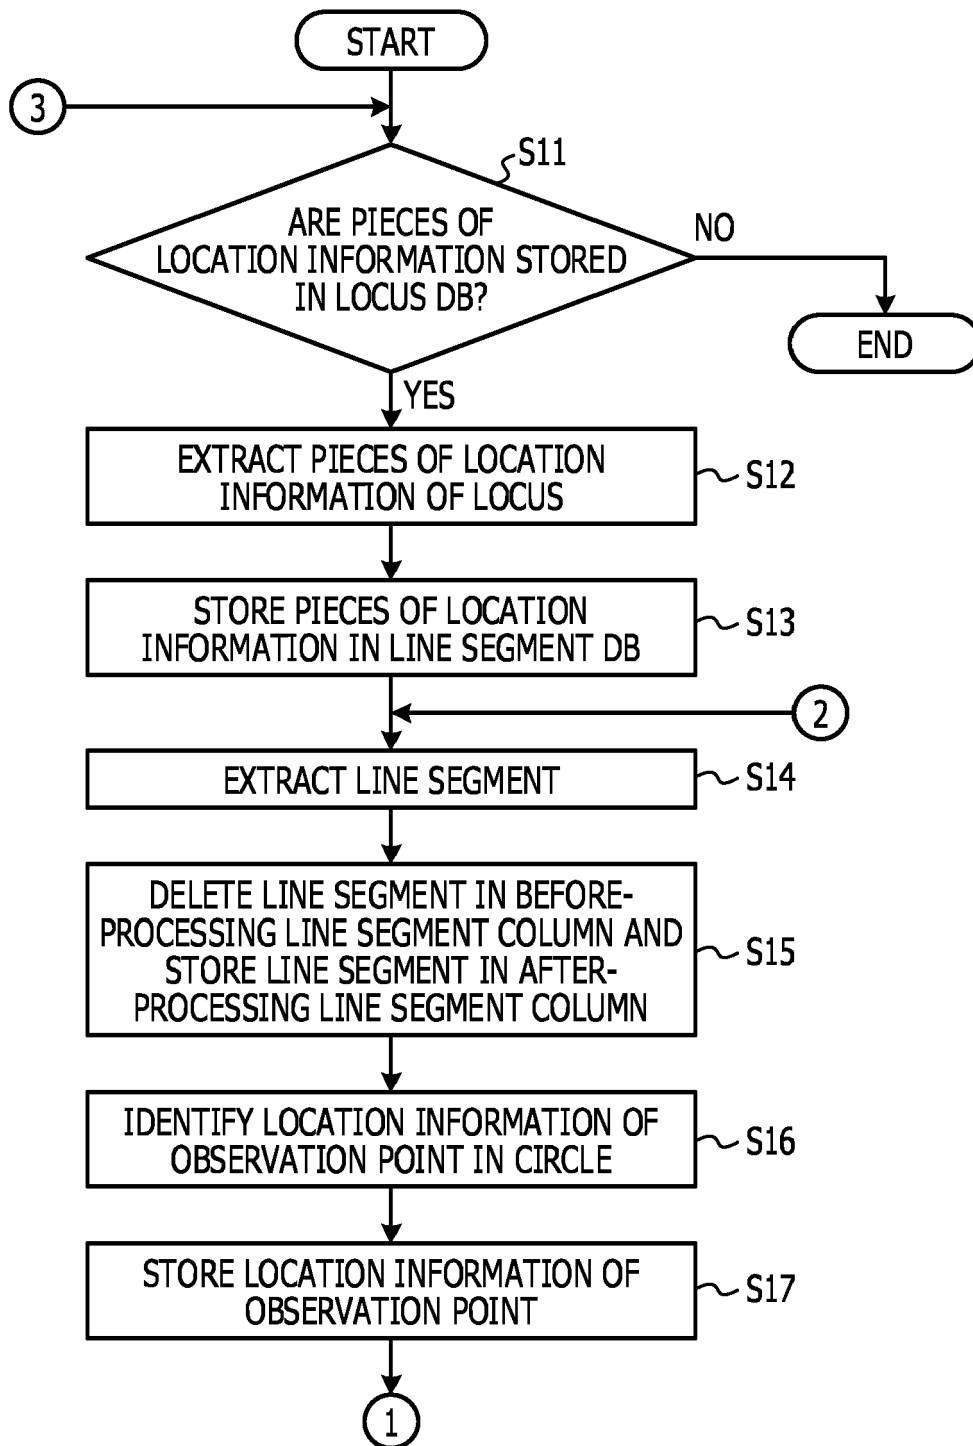 START
3
S11
ARE PIECES OF
LOCATION INFORMATION STORED
IN LOCUS DB?
NO
END
YES
EXTRACT PIECES OF LOCATION
INFORMATION OF LOCUS
S12
STORE PIECES OF LOCATION
INFORMATION IN LINE SEGMENT DB
S13
2
EXTRACT LINE SEGMENT
S14
DELETE LINE SEGMENT IN BEFORE-
PROCESSING LINE SEGMENT COLUMN AND
STORE LINE SEGMENT IN AFTER-
PROCESSING LINE SEGMENT COLUMN
S15
IDENTIFY LOCATION INFORMATION OF
OBSERVATION POINT IN CIRCLE
S16
STORE LOCATION INFORMATION OF
OBSERVATION POINT
S17
1